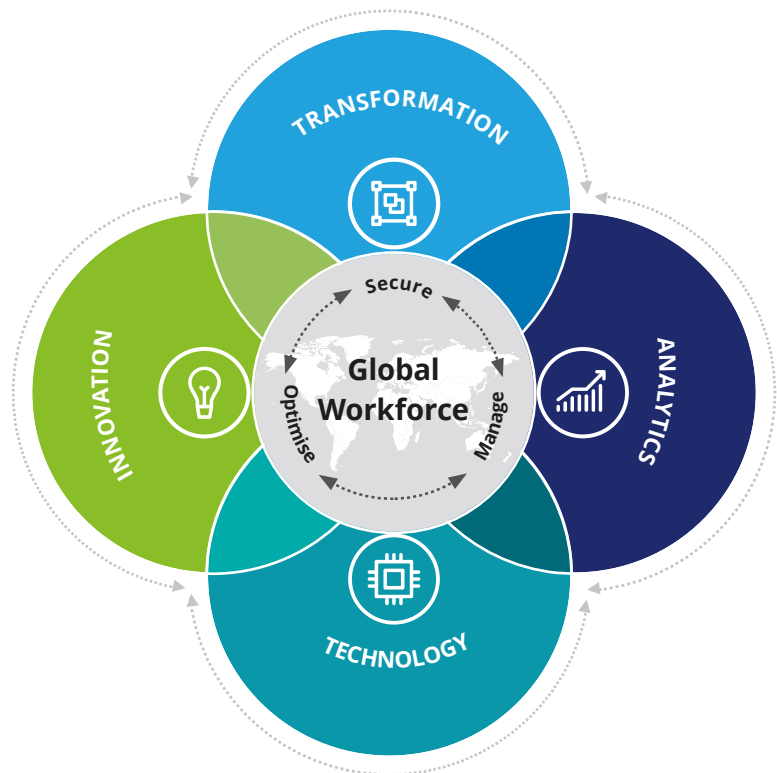 TRANSFORMATION
Secure
Global
Workforce
Optimise
Manage
INNOVATION
ANALYTICS
TECHNOLOGY